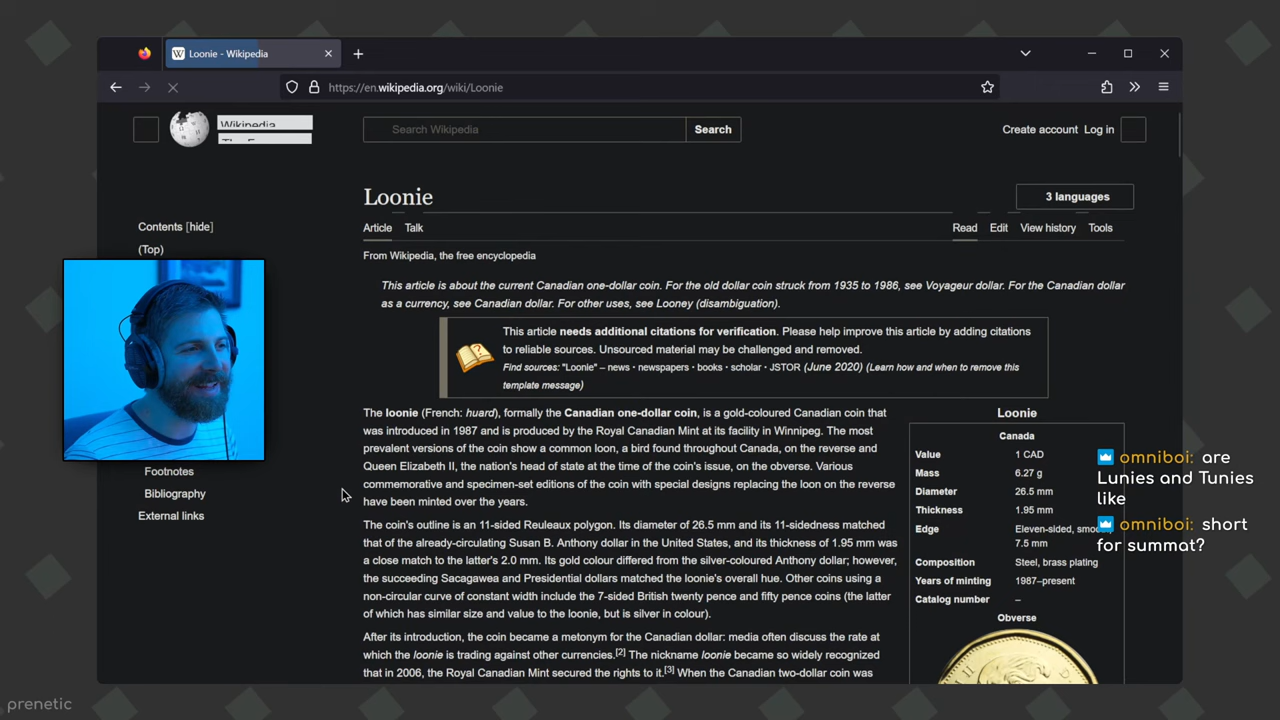 Loonie - Wikipedia
https://en.wikipedia.org/wiki/Loonie
Wikipedia
Search Wikipedia
Search
Create account Log in
Loonie
3 languages
Contents [hide]
(Top)
Article Talk
Read Edit View history Tools
From Wikipedia, the free encyclopedia
This article is about the current Canadian one-dollar coin. For the old dollar coin struck from 1935 to 1986, see Voyageur dollar. For the Canadian dollar
as a currency, see Canadian dollar. For other uses, see Looney (disambiguation).
This article needs additional citations for verification. Please help improve this article by adding citations
to reliable sources. Unsourced material may be challenged and removed.
Find sources: "Loonie" – news · newspapers · books · scholar · JSTOR (June 2020) (Learn how and when to remove this
template message)
Footnotes
Bibliography
External links
The loonie (French: huard), formally the Canadian one-dollar coin, is a gold-coloured Canadian coin that
was introduced in 1987 and is produced by the Royal Canadian Mint at its facility in Winnipeg. The most
prevalent versions of the coin show a common loon, a bird found throughout Canada, on the reverse and
Queen Elizabeth II, the nation's head of state at the time of the coin's issue, on the obverse. Various
commemorative and specimen-set editions of the coin with special designs replacing the loon on the reverse
have been minted over the years.
The coin's outline is an 11-sided Reuleaux polygon. Its diameter of 26.5 mm and its 11-sidedness matched
that of the already-circulating Susan B. Anthony dollar in the United States, and its thickness of 1.95 mm was
a close match to the latter's 2.0 mm. Its gold colour differed from the silver-coloured Anthony dollar; however,
the succeeding Sacagawea and Presidential dollars matched the loonie's overall hue. Other coins using a
non-circular curve of constant width include the 7-sided British twenty pence and fifty pence coins (the latter
of which has similar size and value to the loonie, but is silver in colour).
After its introduction, the coin became a metonym for the Canadian dollar: media often discuss the rate at
which the loonie is trading against other currencies.[2] The nickname loonie became so widely recognized
that in 2006, the Royal Canadian Mint secured the rights to it.[3] When the Canadian two-dollar coin was
Loonie
Canada
Value 1 CAD
Mass 6.27 g
Diameter 26.5 mm
Thickness 1.95 mm
Edge Eleven-sided,
7.5 mm
Composition Steel, brass plating
Years of minting 1987–present
Catalog number –
Obverse
omniboi: are
Lunies and Tunies
like
omniboi: short
for summat?
prenetic